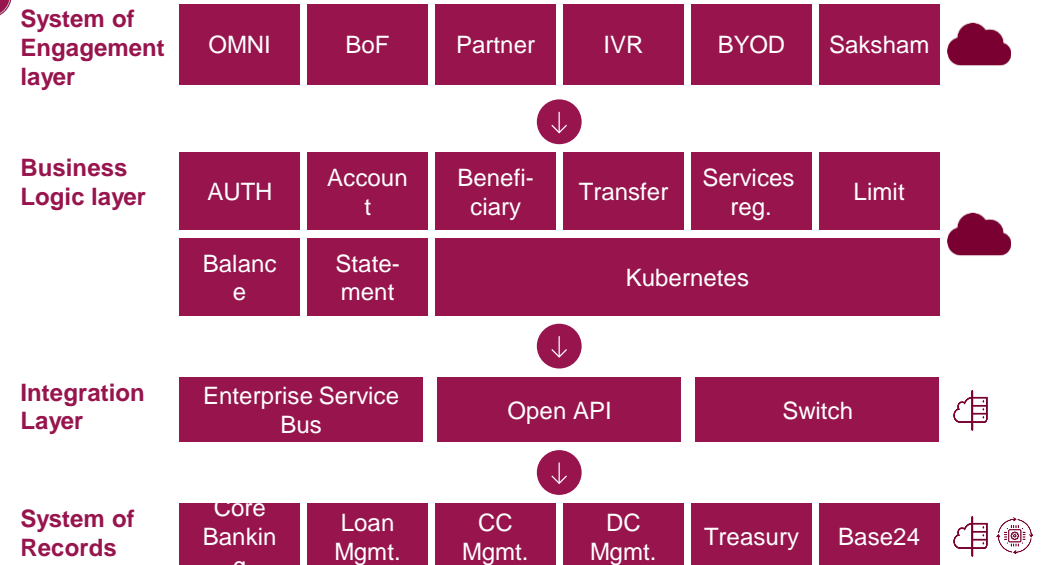 System of
Engagement
layer
OMNI
BoF
Partner
IVR
BYOD
Saksham
Business
Logic layer
AUTH
Accoun
t
Benefi-
ciary
Transfer
Services
reg.
Limit
Balanc
e
State-
ment
Kubernetes
Integration
Layer
Enterprise Service
Bus
Open API
Switch
System of
Records
Core
Bankin
g
Loan
Mgmt.
CC
Mgmt.
DC
Mgmt.
Treasury
Base24